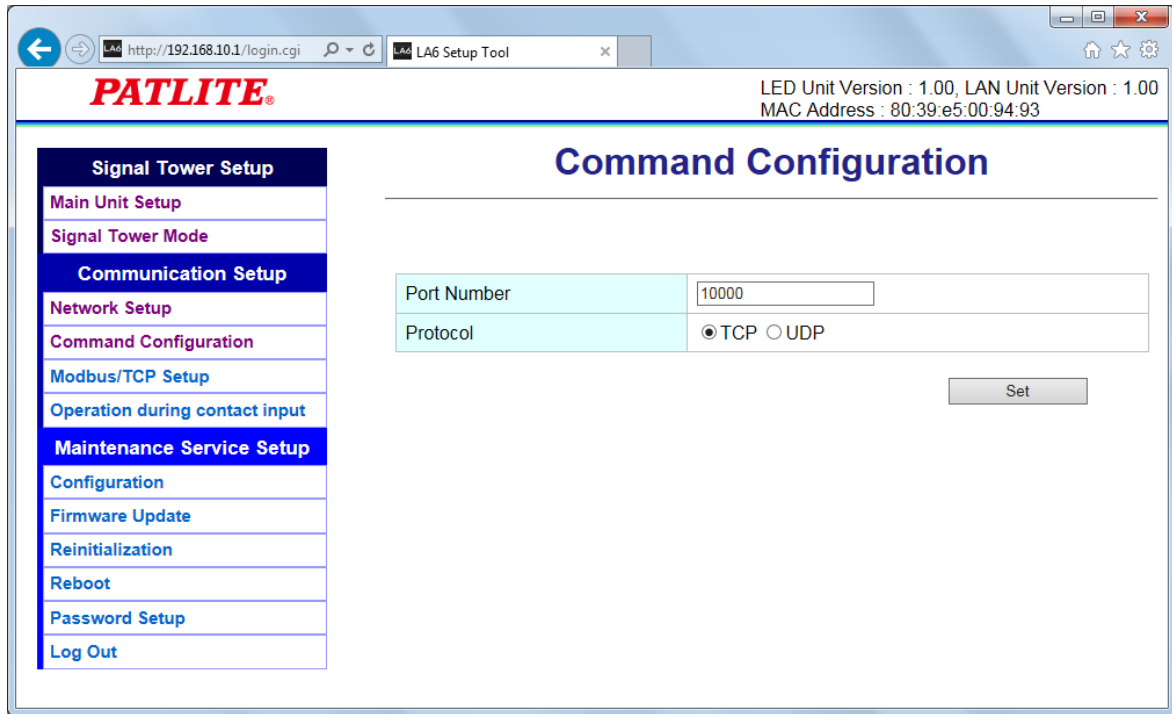 http://192.168.10.1/login.cgi
LA6 Setup Tool
PATLITE®
LED Unit Version : 1.00, LAN Unit Version : 1.00
MAC Address : 80:39:e5:00:94:93
Signal Tower Setup
Main Unit Setup
Signal Tower Mode
Communication Setup
Network Setup
Command Configuration
Modbus/TCP Setup
Operation during contact input
Maintenance Service Setup
Configuration
Firmware Update
Reinitialization
Reboot
Password Setup
Log Out
Command Configuration
Port Number 10000
Protocol TCP UDP
Set